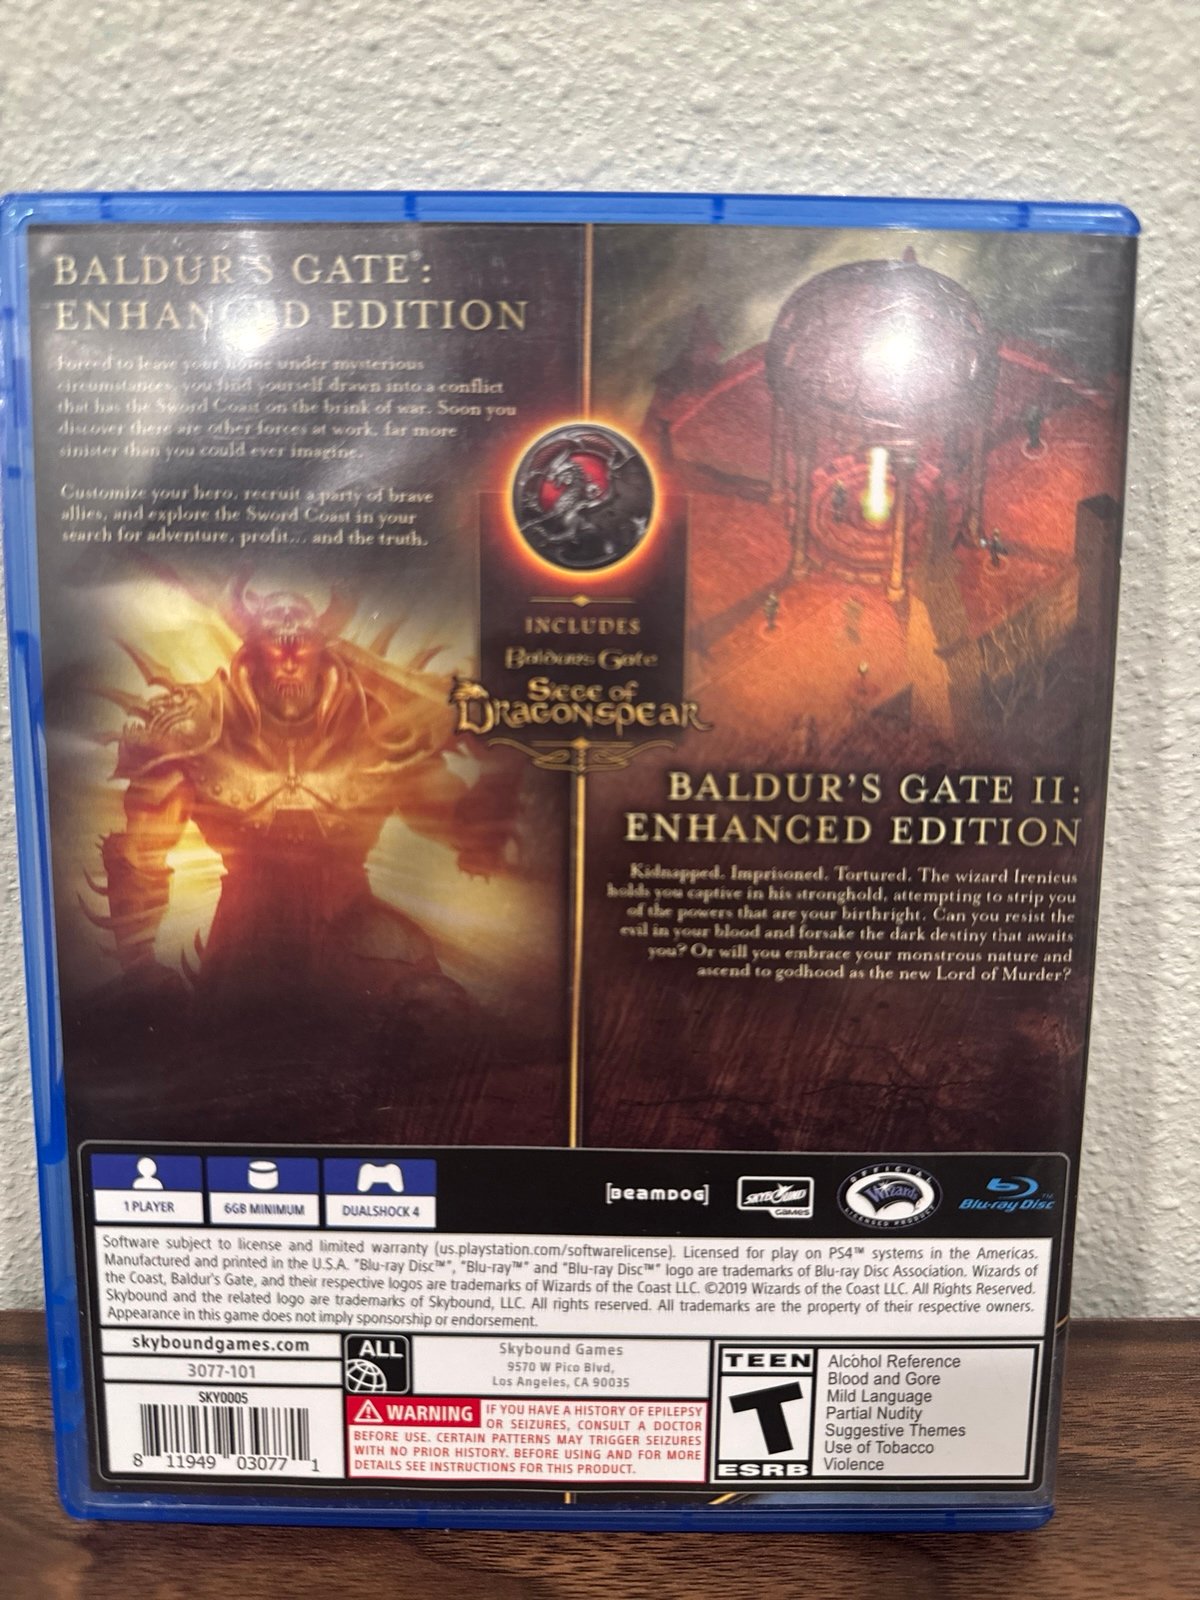 BALDUR'S GATE®:
ENHANCED EDITION
Forced to leave your home under mysterious
circumstances, you find yourself drawn into a conflict
that has the Sword Coast on the brink of war. Soon you
discover there are other forces at work, far more
sinister than you could ever imagine.
Customize your hero, recruit a party of brave
allies, and explore the Sword Coast in your
search for adventure, profit... and the truth.
INCLUDES
Baldur's Gate
Siege of
Dragonspear
BALDUR'S GATE II:
ENHANCED EDITION
Kidnapped. Imprisoned. Tortured. The wizard Irenicus
holds you captive in his stronghold, attempting to strip you
of the powers that are your birthright. Can you resist the
evil in your blood and forsake the dark destiny that awaits
you? Or will you embrace your monstrous nature and
ascend to godhood as the new Lord of Murder?
1 PLAYER
6GB MINIMUM
DUALSHOCK 4
[BEAMDOG]
SKYBOUND
GAMES
OFFICIAL
Wizards
LICENSED PRODUCT
Blu-ray Disc™
Software subject to license and limited warranty (us.playstation.com/softwarelicense). Licensed for play on PS4™ systems in the Americas.
Manufactured and printed in the U.S.A. "Blu-ray Disc™", "Blu-ray™" and "Blu-ray Disc™" logo are trademarks of Blu-ray Disc Association. Wizards of
the Coast, Baldur's Gate, and their respective logos are trademarks of Wizards of the Coast LLC. ©2019 Wizards of the Coast LLC. All Rights Reserved.
Skybound and the related logo are trademarks of Skybound, LLC. All rights reserved. All trademarks are the property of their respective owners.
Appearance in this game does not imply sponsorship or endorsement.
skyboundgames.com
3077-101
SKY0005
8 11949 03077 1
ALL
Skybound Games
9570 W Pico Blvd,
Los Angeles, CA 90035
WARNING IF YOU HAVE A HISTORY OF EPILEPSY
OR SEIZURES, CONSULT A DOCTOR
BEFORE USE. CERTAIN PATTERNS MAY TRIGGER SEIZURES
WITH NO PRIOR HISTORY. BEFORE USING AND FOR MORE
DETAILS SEE INSTRUCTIONS FOR THIS PRODUCT.
TEEN
T
ESRB
Alcohol Reference
Blood and Gore
Mild Language
Partial Nudity
Suggestive Themes
Use of Tobacco
Violence